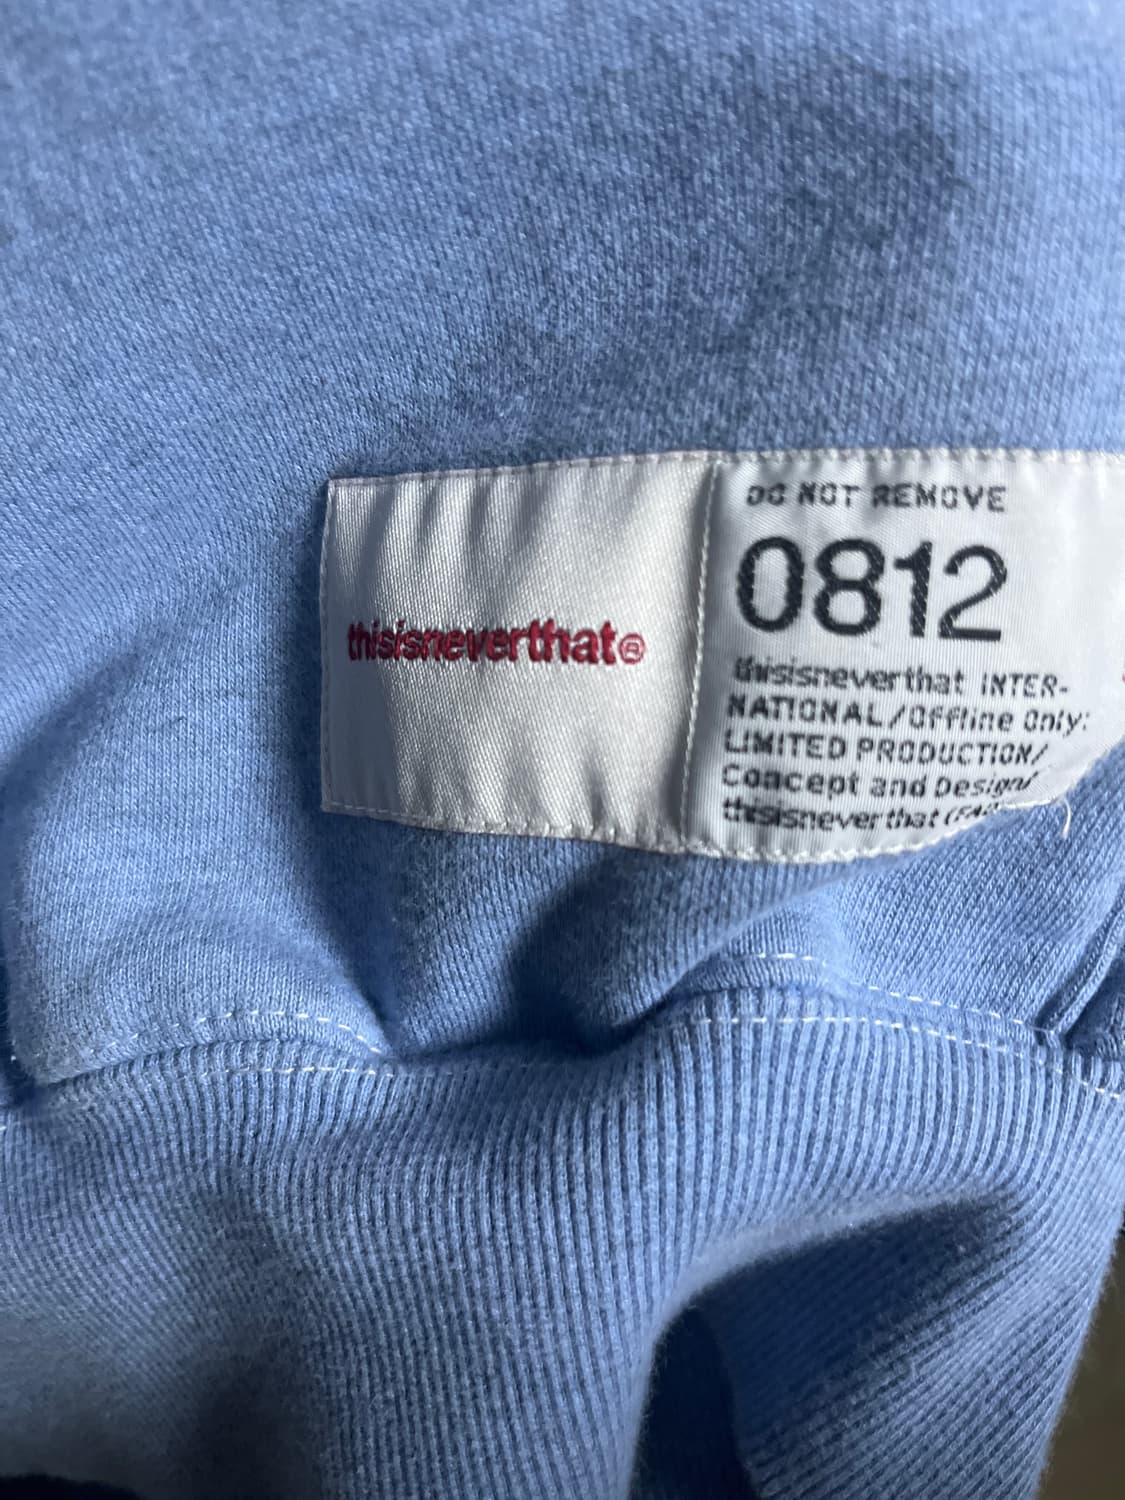 thisisneverthat®
DO NOT REMOVE
0812
thisisneverthat INTER-
NATIONAL/Offline Only:
LIMITED PRODUCTION/
Concept and Design/
thisisneverthat